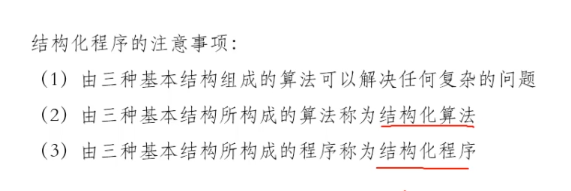 结构化程序的注意事项:
(1) 由三种基本结构组成的算法可以解决任何复杂的问题
(2) 由三种基本结构所构成的算法称为结构化算法
(3) 由三种基本结构所构成的程序称为结构化程序